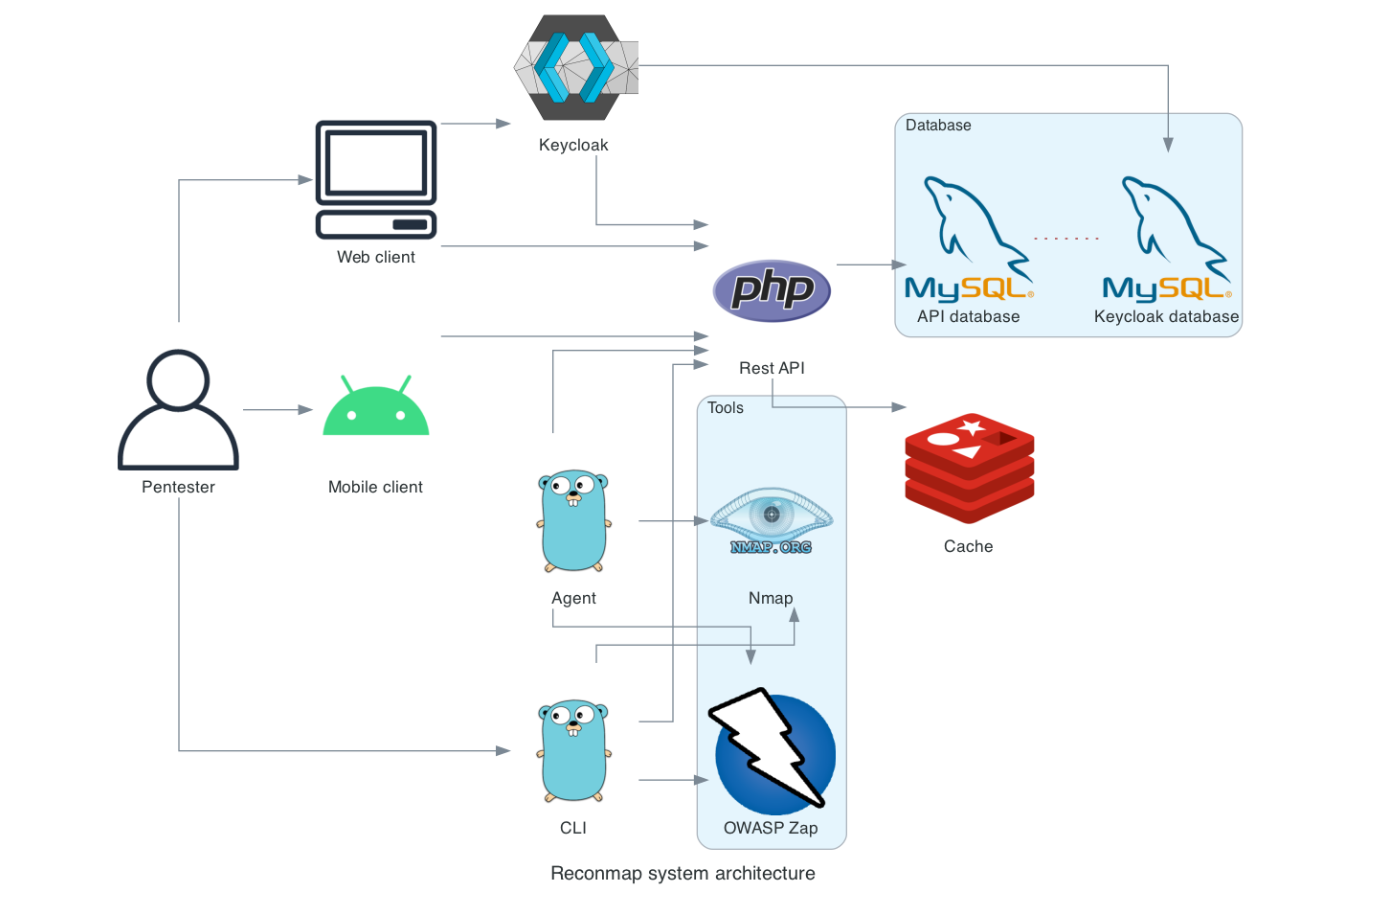 Keycloak
Database
Web client
php
MySQL®
API database
MySQL®
Keycloak database
Rest API
Tools
Pentester
Mobile client
NMAP.ORG
Cache
Agent
Nmap
CLI
OWASP Zap
Reconmap system architecture